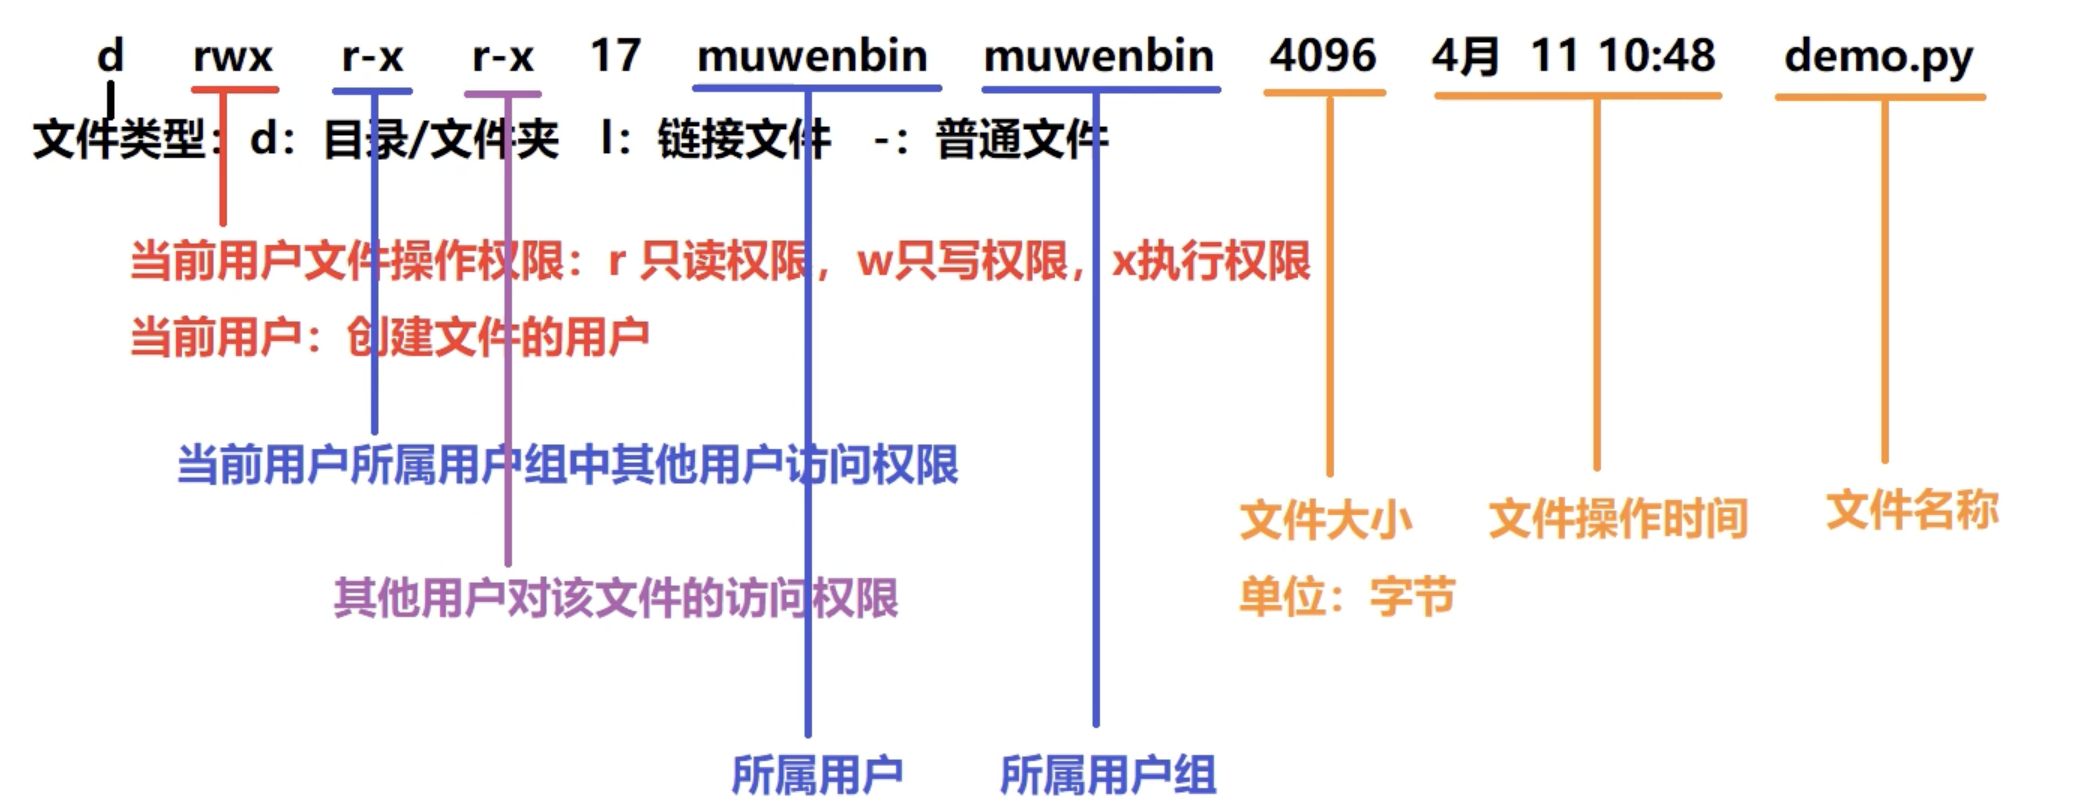 d rwx r-x r-x 17 muwenbin muwenbin 4096 4月 11 10:48 demo.py
文件类型：d：目录/文件夹 l：链接文件 -：普通文件
当前用户文件操作权限：r 只读权限，w只写权限，x执行权限
当前用户：创建文件的用户
当前用户所属用户组中其他用户访问权限
文件大小 文件操作时间 文件名称
其他用户对该文件的访问权限 单位：字节
所属用户 所属用户组